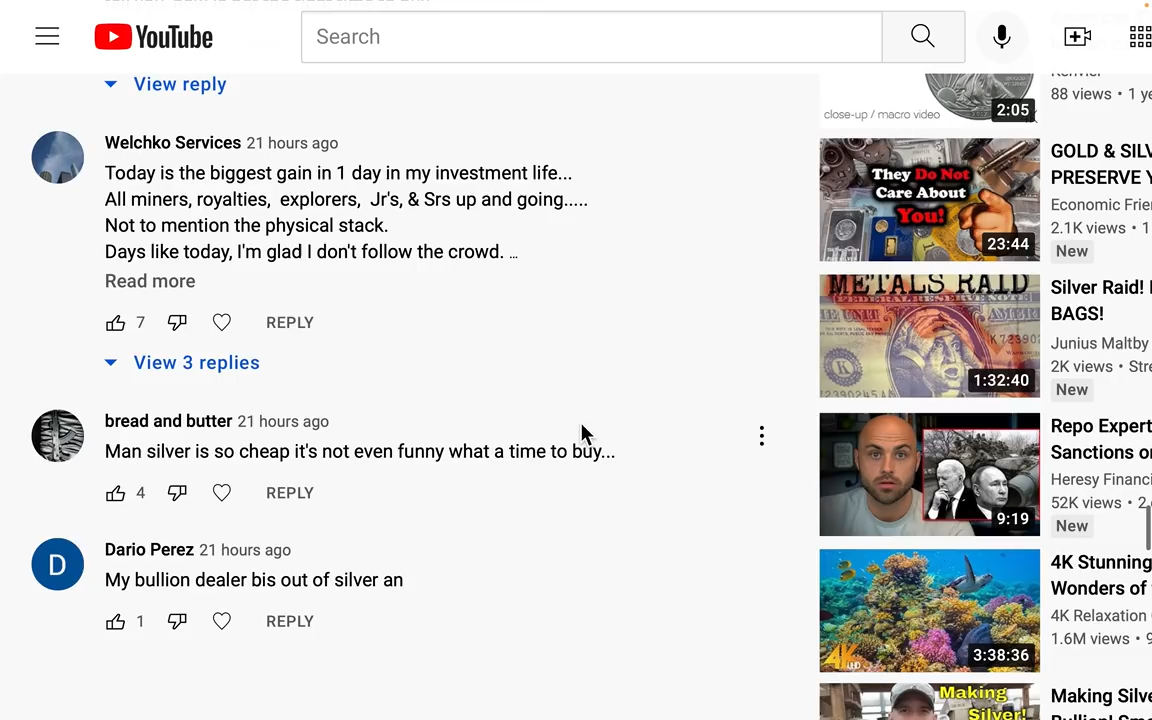 YouTube
Search
View reply
Welchko Services 21 hours ago
Today is the biggest gain in 1 day in my investment life...
All miners, royalties, explorers, Jr's, & Srs up and going.....
Not to mention the physical stack.
Days like today, I'm glad I don't follow the crowd. ...
Read more
7
REPLY
View 3 replies
bread and butter 21 hours ago
Man silver is so cheap it's not even funny what a time to buy...
4
REPLY
D
Dario Perez 21 hours ago
My bullion dealer bis out of silver an
1
REPLY
close-up / macro video
2:05
88 views • 1 ye
They Do Not
Care About
You!
23:44
GOLD & SILV
PRESERVE Y
Economic Frie
2.1K views • 1
New
METALS RAID
FEDERAL RESERVE NOTE
1:32:40
Silver Raid!
BAGS!
Junius Maltby
2K views • Stre
New
9:19
Repo Expert
Sanctions o
Heresy Financi
52K views • 2
New
4K
UHD
3:38:36
4K Stunning
Wonders of
4K Relaxation
1.6M views • 9
Making
Silver!
Making Silve